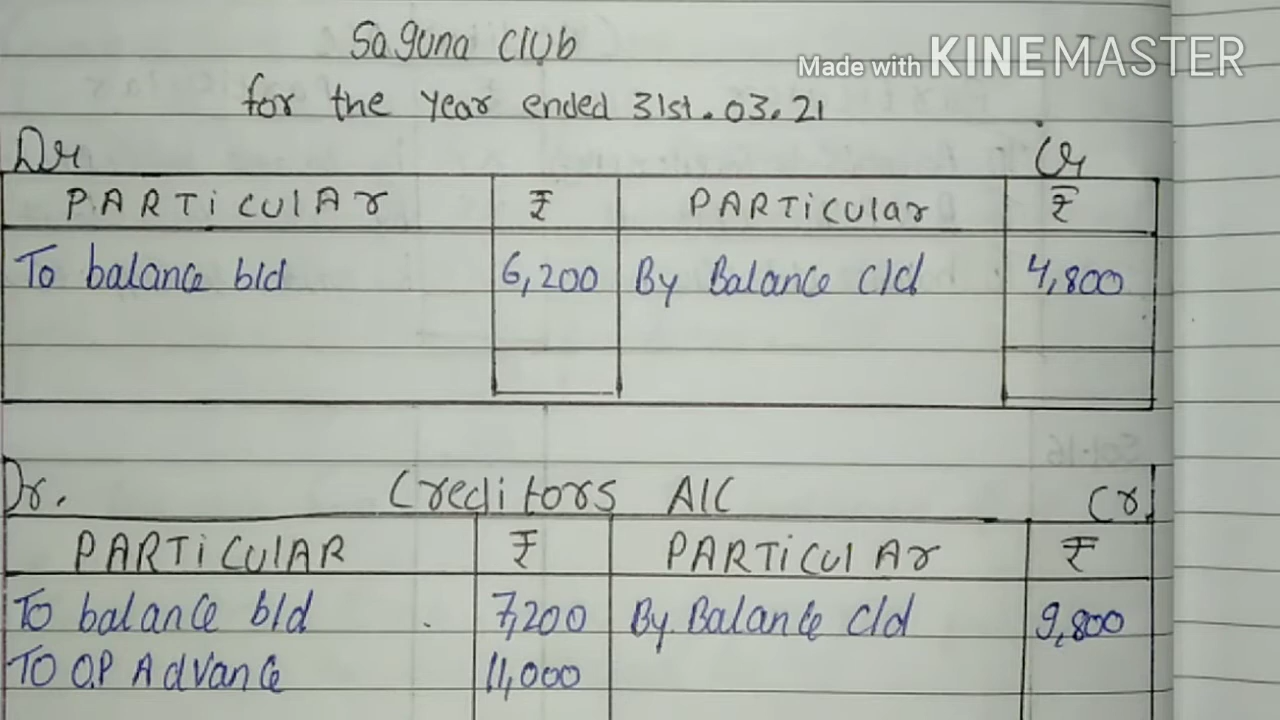 Saguna Club
Made with KINEMASTER
for the Year ended 31st.03.21
Dr Cr
PARTiculAr ₹ PARTicular ₹
To balance b/d 6,200 By Balance C/d 4,800
Dr. Creditors A/C Cr.
PARTiCULAR ₹ PARTiCulAr ₹
To balance b/d 7,200 By Balance C/d 9,800
TO O.P Advance 11,000